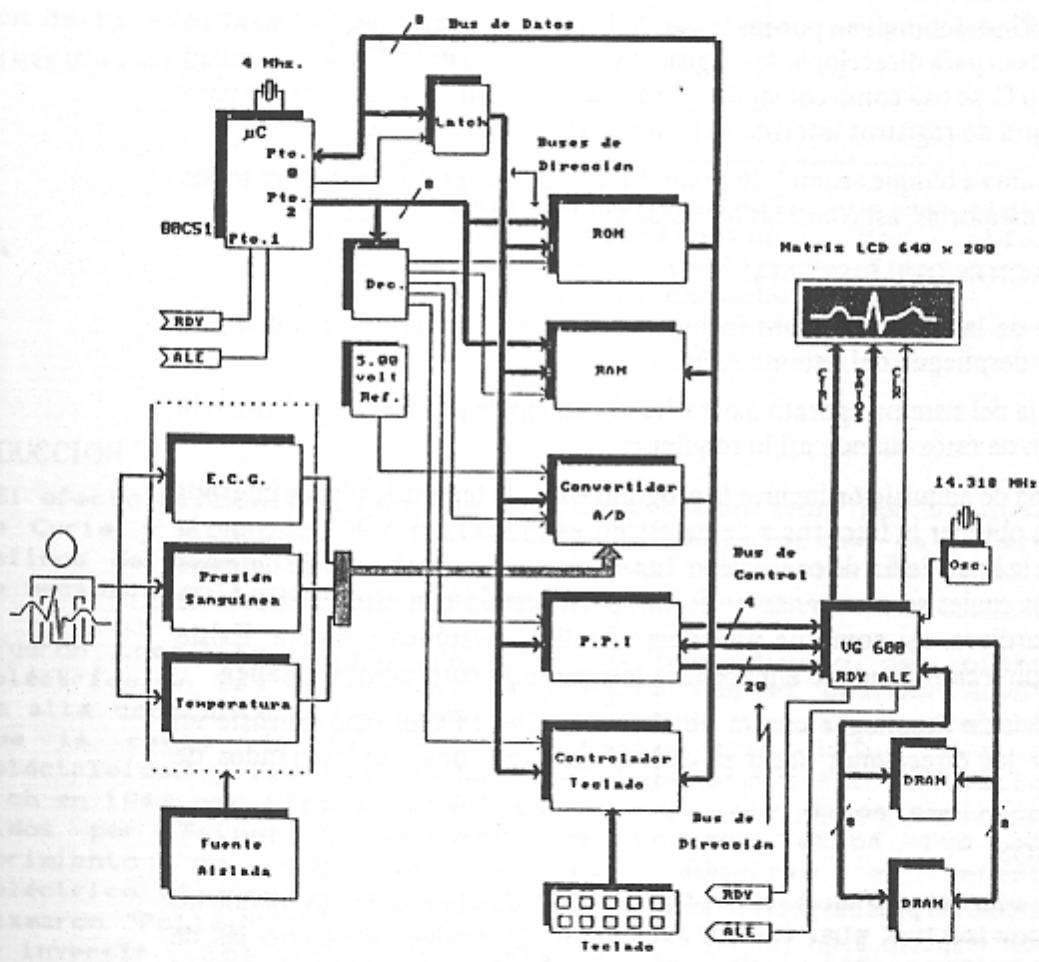 8
Bus de Datos
4 Mhz.
µC
Pto.
0
Pto.
2
80C51
Pto.1
Latch
8
Buses de
Dirección
ROM
Dec.
RDY
ALE
5.00
volt
Ref.
RAM
Matriz LCD 640 x 200
CTRL
DATOS
E.C.G.
Presión
Sanguínea
Temperatura
Fuente
Aislada
Convertidor
A/D
14.318 MHz
Osc.
Bus de
Control
4
P.P.I
20
VG 600
RDY ALE
Controlador
Teclado
Bus de
Dirección
DRAM
8
8
DRAM
RDY
ALE
Teclado